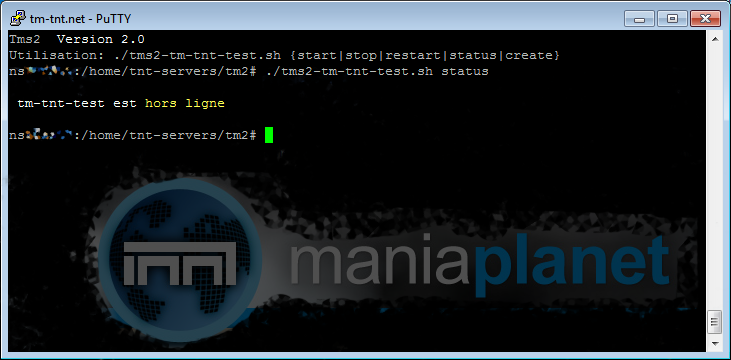 tm-tnt.net - PuTTY
Tms2 Version 2.0
Utilisation: ./tms2-tm-tnt-test.sh {start|stop|restart|status|create}
ns :/home/tnt-servers/tm2# ./tms2-tm-tnt-test.sh status
tm-tnt-test est hors ligne
ns :/home/tnt-servers/tm2#
maniaplanet